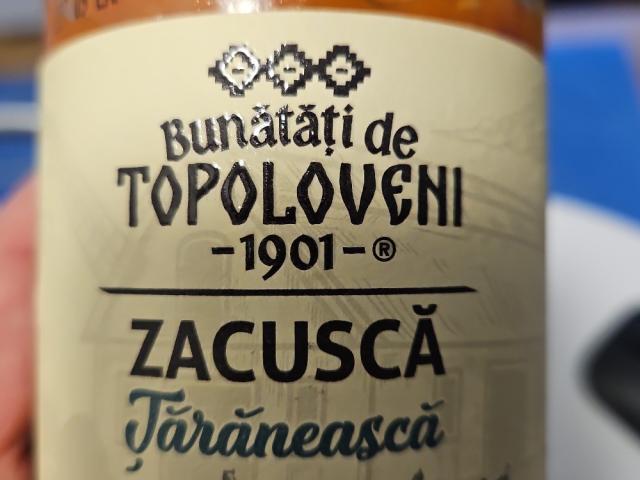 Bunătăți de
TOPOLOVENI
-1901-®
ZACUSCĂ
Țărănească